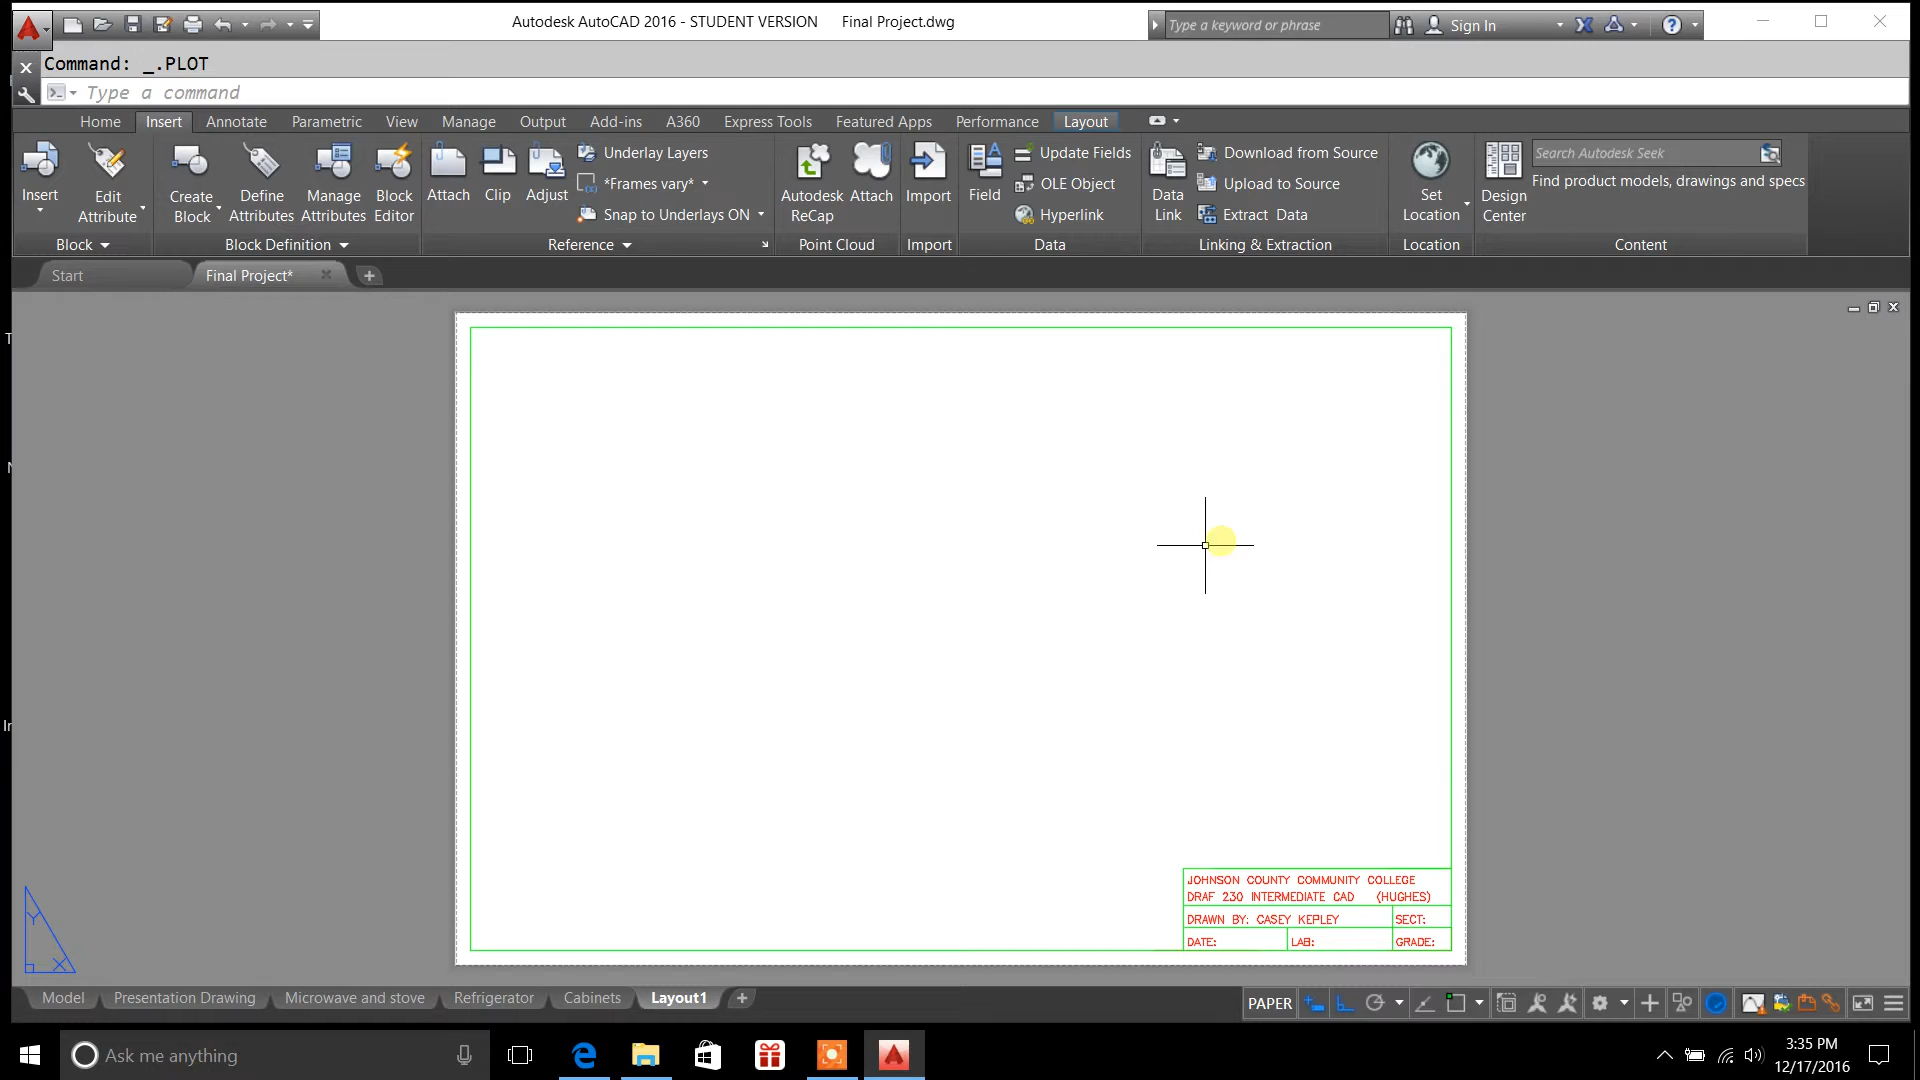 Autodesk AutoCAD 2016 - STUDENT VERSION Final Project.dwg
Type a keyword or phrase
Sign In
Command: _.PLOT
Type a command
Home Insert Annotate Parametric View Manage Output Add-ins A360 Express Tools Featured Apps Performance Layout
Insert
Edit
Attribute
Create
Block
Define
Attributes
Manage
Attributes
Block
Editor
Attach
Clip
Adjust
Underlay Layers
*Frames vary*
Snap to Underlays ON
Autodesk
ReCap
Attach
Import
Field
Update Fields
OLE Object
Hyperlink
Data
Link
Download from Source
Upload to Source
Extract Data
Set
Location
Design
Center
Search Autodesk Seek
Find product models, drawings and specs
Block Block Definition Reference Point Cloud Import Data Linking & Extraction Location Content
Start Final Project*
JOHNSON COUNTY COMMUNITY COLLEGE
DRAF 230 INTERMEDIATE CAD (HUGHES)
DRAWN BY: CASEY KEPLEY SECT:
DATE: LAB: GRADE:
Y
X
Model Presentation Drawing Microwave and stove Refrigerator Cabinets Layout1
PAPER
Ask me anything
3:35 PM
12/17/2016